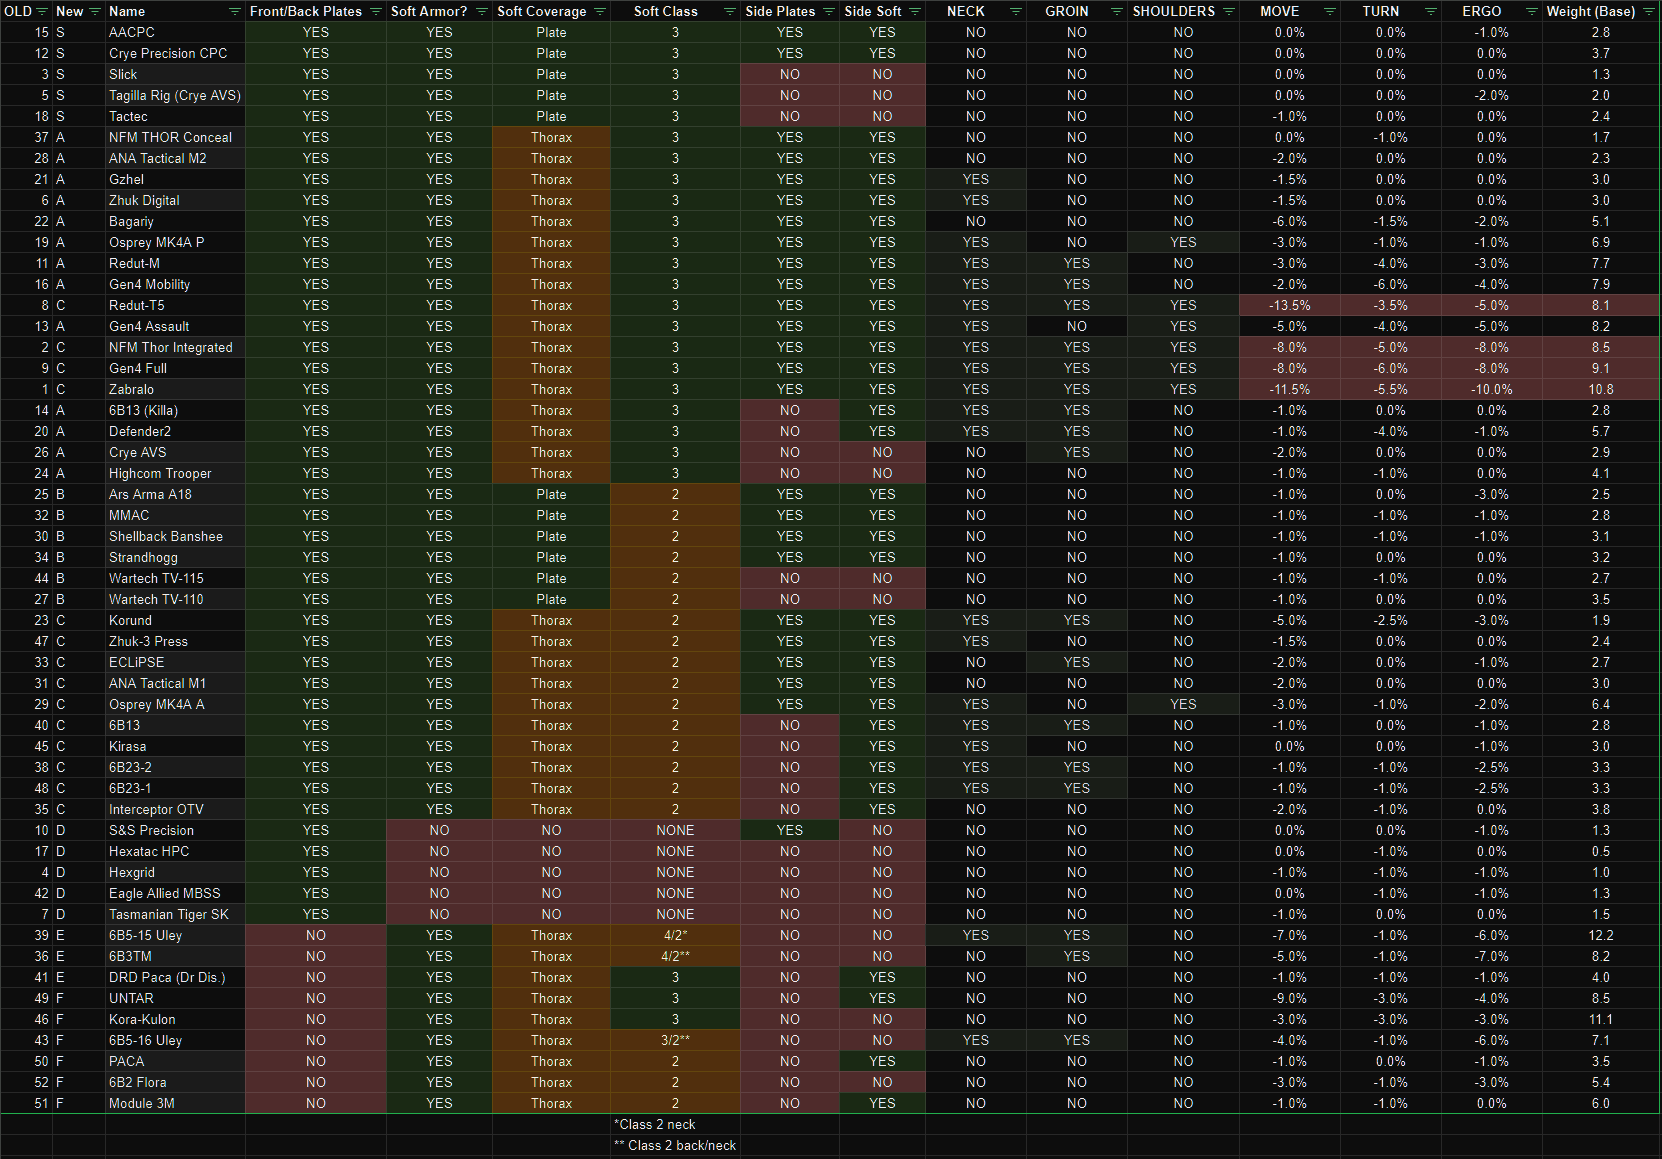 OLD New Name Front/Back Plates Soft Armor? Soft Coverage Soft Class Side Plates Side Soft NECK GROIN SHOULDERS MOVE TURN ERGO Weight (Base)
15 S AACPC YES YES Plate 3 YES YES NO NO NO 0.0% 0.0% -1.0% 2.8
12 S Crye Precision CPC YES YES Plate 3 YES YES NO NO NO 0.0% 0.0% 0.0% 3.7
3 S Slick YES YES Plate 3 NO NO NO NO NO 0.0% 0.0% 0.0% 1.3
5 S Tagilla Rig (Crye AVS) YES YES Plate 3 NO NO NO NO NO 0.0% 0.0% -2.0% 2.0
18 S Tactec YES YES Plate 3 NO NO NO NO NO -1.0% 0.0% 0.0% 2.4
37 A NFM THOR Conceal YES YES Thorax 3 YES YES NO NO NO 0.0% -1.0% 0.0% 1.7
28 A ANA Tactical M2 YES YES Thorax 3 YES YES NO NO NO -2.0% 0.0% 0.0% 2.3
21 A Gzhel YES YES Thorax 3 YES YES YES NO NO -1.5% 0.0% 0.0% 3.0
6 A Zhuk Digital YES YES Thorax 3 YES YES YES NO NO -1.5% 0.0% 0.0% 3.0
22 A Bagariy YES YES Thorax 3 YES YES NO NO NO -6.0% -1.5% -2.0% 5.1
19 A Osprey MK4A P YES YES Thorax 3 YES YES YES NO YES -3.0% -1.0% -1.0% 6.9
11 A Redut-M YES YES Thorax 3 YES YES YES YES NO -3.0% -4.0% -3.0% 7.7
16 A Gen4 Mobility YES YES Thorax 3 YES YES YES YES NO -2.0% -6.0% -4.0% 7.9
8 C Redut-T5 YES YES Thorax 3 YES YES YES YES YES -13.5% -3.5% -5.0% 8.1
13 A Gen4 Assault YES YES Thorax 3 YES YES YES NO YES -5.0% -4.0% -5.0% 8.2
2 C NFM Thor Integrated YES YES Thorax 3 YES YES YES YES YES -8.0% -5.0% -8.0% 8.5
9 C Gen4 Full YES YES Thorax 3 YES YES YES YES YES -8.0% -6.0% -8.0% 9.1
1 C Zabralo YES YES Thorax 3 YES YES YES YES YES -11.5% -5.5% -10.0% 10.8
14 A 6B13 (Killa) YES YES Thorax 3 NO YES YES YES NO -1.0% 0.0% 0.0% 2.8
20 A Defender2 YES YES Thorax 3 NO YES YES YES NO -1.0% -4.0% -1.0% 5.7
26 A Crye AVS YES YES Thorax 3 NO NO NO YES NO -2.0% 0.0% 0.0% 2.9
24 A Highcom Trooper YES YES Thorax 3 NO NO NO NO NO -1.0% -1.0% 0.0% 4.1
25 B Ars Arma A18 YES YES Plate 2 YES YES NO NO NO -1.0% 0.0% -3.0% 2.5
32 B MMAC YES YES Plate 2 YES YES NO NO NO -1.0% -1.0% -1.0% 2.8
30 B Shellback Banshee YES YES Plate 2 YES YES NO NO NO -1.0% -1.0% -1.0% 3.1
34 B Strandhogg YES YES Plate 2 YES YES NO NO NO -1.0% 0.0% 0.0% 3.2
44 B Wartech TV-115 YES YES Plate 2 NO NO NO NO NO -1.0% -1.0% 0.0% 2.7
27 B Wartech TV-110 YES YES Plate 2 NO NO NO NO NO -1.0% 0.0% 0.0% 3.5
23 C Korund YES YES Thorax 2 YES YES YES YES NO -5.0% -2.5% -3.0% 1.9
47 C Zhuk-3 Press YES YES Thorax 2 YES YES YES NO NO -1.5% 0.0% 0.0% 2.4
33 C ECLiPSE YES YES Thorax 2 YES YES NO YES NO -2.0% 0.0% -1.0% 2.7
31 C ANA Tactical M1 YES YES Thorax 2 YES YES NO NO NO -2.0% 0.0% 0.0% 3.0
29 C Osprey MK4A A YES YES Thorax 2 YES YES YES NO YES -3.0% -1.0% -2.0% 6.4
40 C 6B13 YES YES Thorax 2 NO YES YES YES NO -1.0% 0.0% -1.0% 2.8
45 C Kirasa YES YES Thorax 2 NO YES YES NO NO 0.0% 0.0% 0.0% 3.0
38 C 6B23-2 YES YES Thorax 2 NO YES YES YES NO -1.0% -1.0% -2.5% 3.3
48 C 6B23-1 YES YES Thorax 2 NO YES YES YES NO -1.0% -1.0% -2.5% 3.3
35 C Interceptor OTV YES YES Thorax 2 NO YES NO NO NO -2.0% -1.0% 0.0% 3.8
10 D S&S Precision YES NO NO NONE YES NO NO NO NO 0.0% 0.0% -1.0% 1.3
17 D Hexatac HPC YES NO NO NONE NO NO NO NO NO 0.0% -1.0% 0.0% 0.5
4 D Hexgrid YES NO NO NONE NO NO NO NO NO -1.0% -1.0% -1.0% 1.0
42 D Eagle Allied MBSS YES NO NO NONE NO NO NO NO NO 0.0% -1.0% -1.0% 1.3
7 D Tasmanian Tiger SK YES NO NO NONE NO NO NO NO NO -1.0% 0.0% 0.0% 1.5
39 E 6B5-15 Uley NO YES Thorax 4/2* NO NO YES YES NO -7.0% -1.0% -6.0% 12.2
36 E 6B3TM NO YES Thorax 4/2** NO NO NO YES NO -5.0% -1.0% -7.0% 8.2
41 E DRD Paca (Dr Dis.) NO YES Thorax 3 NO YES NO NO NO -1.0% -1.0% -1.0% 4.0
49 F UNTAR NO YES Thorax 3 NO YES NO NO NO -9.0% -3.0% -4.0% 8.5
46 F Kora-Kulon NO YES Thorax 3 NO NO NO NO NO -3.0% -3.0% -3.0% 11.1
43 F 6B5-16 Uley NO YES Thorax 3/2** NO NO YES YES NO -4.0% -1.0% -6.0% 7.1
50 F PACA NO YES Thorax 2 NO YES NO NO NO -1.0% 0.0% -1.0% 3.5
52 F 6B2 Flora NO YES Thorax 2 NO NO NO NO NO -3.0% -1.0% -3.0% 5.4
51 F Module 3M NO YES Thorax 2 NO YES NO NO NO -1.0% -1.0% 0.0% 6.0
*Class 2 neck
** Class 2 back/neck